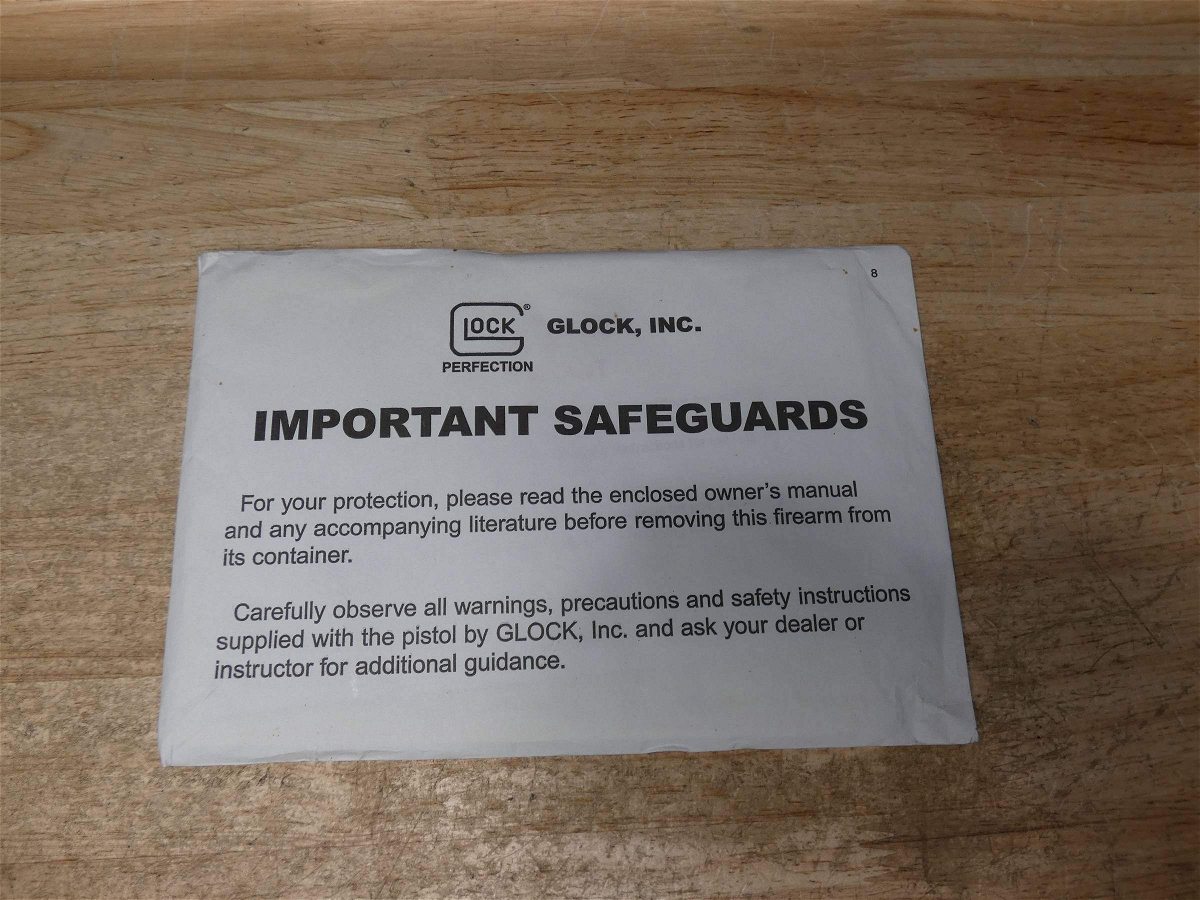 8
GLOCK ®
PERFECTION
GLOCK, INC.
IMPORTANT SAFEGUARDS
For your protection, please read the enclosed owner's manual
and any accompanying literature before removing this firearm from
its container.
Carefully observe all warnings, precautions and safety instructions
supplied with the pistol by GLOCK, Inc. and ask your dealer or
instructor for additional guidance.